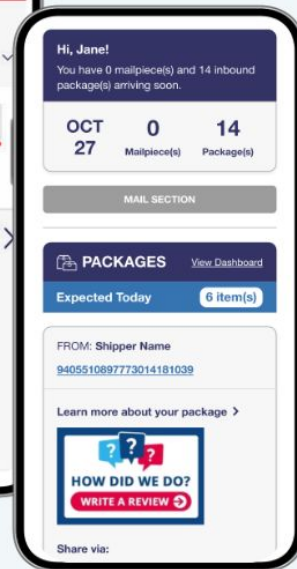 Hi, Jane!
You have 0 mailpiece(s) and 14 inbound
package(s) arriving soon.
OCT
27
0
Mailpiece(s)
14
Package(s)
MAIL SECTION
PACKAGES
View Dashboard
Expected Today
6 item(s)
FROM: Shipper Name
9405510897773014181039
Learn more about your package >
? ? ?
HOW DID WE DO?
WRITE A REVIEW
Share via: